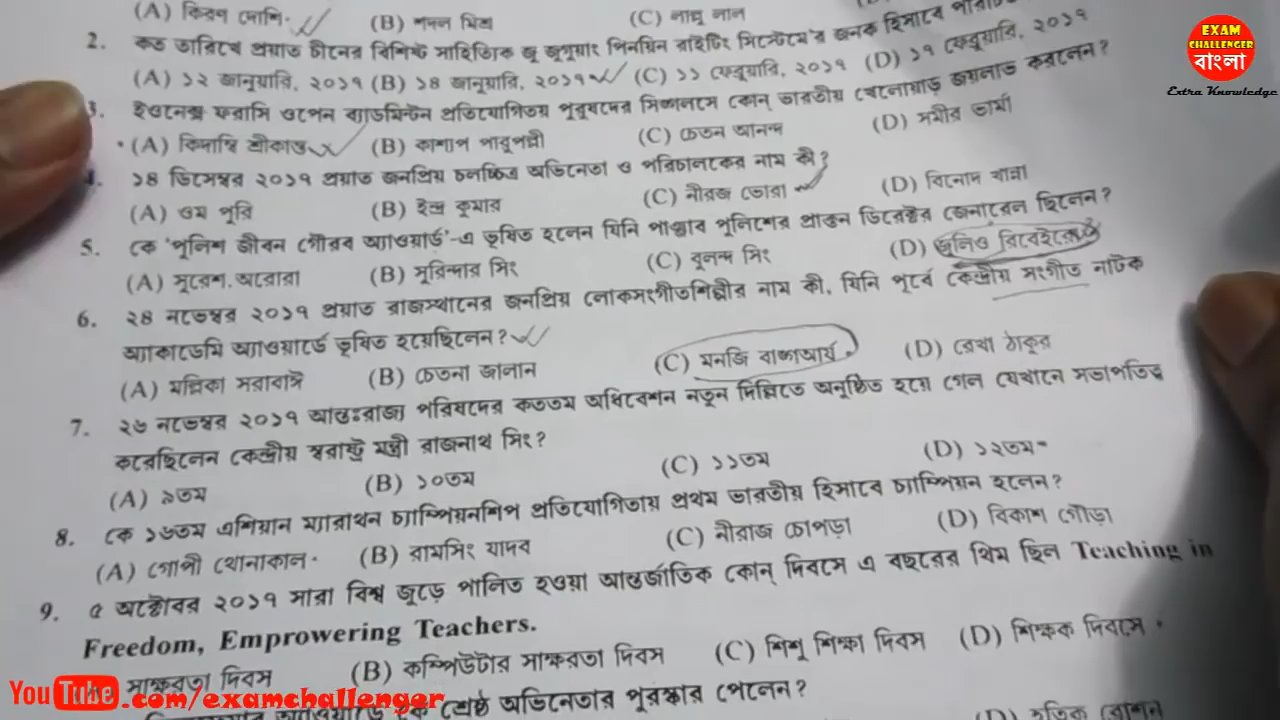 (A) কিরণ দোশি (B) পদল মিশ্র (C) লাল্লু লাল
2. কত তারিখে প্রয়াত চীনের বিশিষ্ট সাহিত্যিক জু জুগুয়াং পিনয়িন রাইটিং সিস্টেমে'র জনক হিসাবে
(A) ১২ জানুয়ারি, ২০১৭ (B) ১৪ জানুয়ারি, ২০১৭ (C) ১১ ফেব্রুয়ারি, ২০১৭ (D) ১৭ ফেব্রুয়ারি, ২০১৭
3. ইওনেক্স ফরাসি ওপেন ব্যাডমিন্টন প্রতিযোগিতায় পুরুষদের সিঙ্গলসে কোন্ ভারতীয় খেলোয়াড় জয়লাভ করলেন?
(A) কিদাম্বি শ্রীকান্ত (B) কাশ্যপ পারুপল্লী (C) চেতন আনন্দ (D) সমীর ভার্মা
১৪ ডিসেম্বর ২০১৭ প্রয়াত জনপ্রিয় চলচ্চিত্র অভিনেতা ও পরিচালকের নাম কী?
(A) ওম পুরি (B) ইন্দ্র কুমার (C) নীরজ ভোরা (D) বিনোদ খান্না
5. কে 'পুলিশ জীবন গৌরব অ্যাওয়ার্ড'-এ ভূষিত হলেন যিনি পাঞ্জাব পুলিশের প্রাক্তন ডিরেক্টর জেনারেল ছিলেন?
(A) সুরেশ অরোরা (B) সুরিন্দার সিং (C) বুলন্দ সিং (D) জুলিও রিবেইরো
6. ২৪ নভেম্বর ২০১৭ প্রয়াত রাজস্থানের জনপ্রিয় লোকসংগীতশিল্পীর নাম কী, যিনি পূর্বে কেন্দ্রীয় সংগীত নাটক
অ্যাকাডেমি অ্যাওয়ার্ডে ভূষিত হয়েছিলেন?
(A) মল্লিকা সরাবাঈ (B) চেতনা জালান (C) মনজি বাঙ্গআর্য (D) রেখা ঠাকুর
7. ২৬ নভেম্বর ২০১৭ আন্তঃরাজ্য পরিষদের কততম অধিবেশন নতুন দিল্লিতে অনুষ্ঠিত হয়ে গেল যেখানে সভাপতিত্ব
করেছিলেন কেন্দ্রীয় স্বরাষ্ট্র মন্ত্রী রাজনাথ সিং?
(A) ৯তম (B) ১০তম (C) ১১তম (D) ১২তম
8. কে ১৬তম এশিয়ান ম্যারাথন চ্যাম্পিয়নশিপ প্রতিযোগিতায় প্রথম ভারতীয় হিসাবে চ্যাম্পিয়ন হলেন?
(A) গোপী থোনাকাল (B) রামসিং যাদব (C) নীরাজ চোপড়া (D) বিকাশ গৌড়া
9. ৫ অক্টোবর ২০১৭ সারা বিশ্ব জুড়ে পালিত হওয়া আন্তর্জাতিক কোন্ দিবসে এ বছরের থিম ছিল Teaching in
Freedom, Emprowering Teachers.
সাক্ষরতা দিবস (B) কম্পিউটার সাক্ষরতা দিবস (C) শিশু শিক্ষা দিবস (D) শিক্ষক দিবসে
শ্রেষ্ঠ অভিনেতার পুরস্কার পেলেন?
EXAM
CHALLENGER
বাংলা
Extra Knowledge
YouTube.com/examchallenger